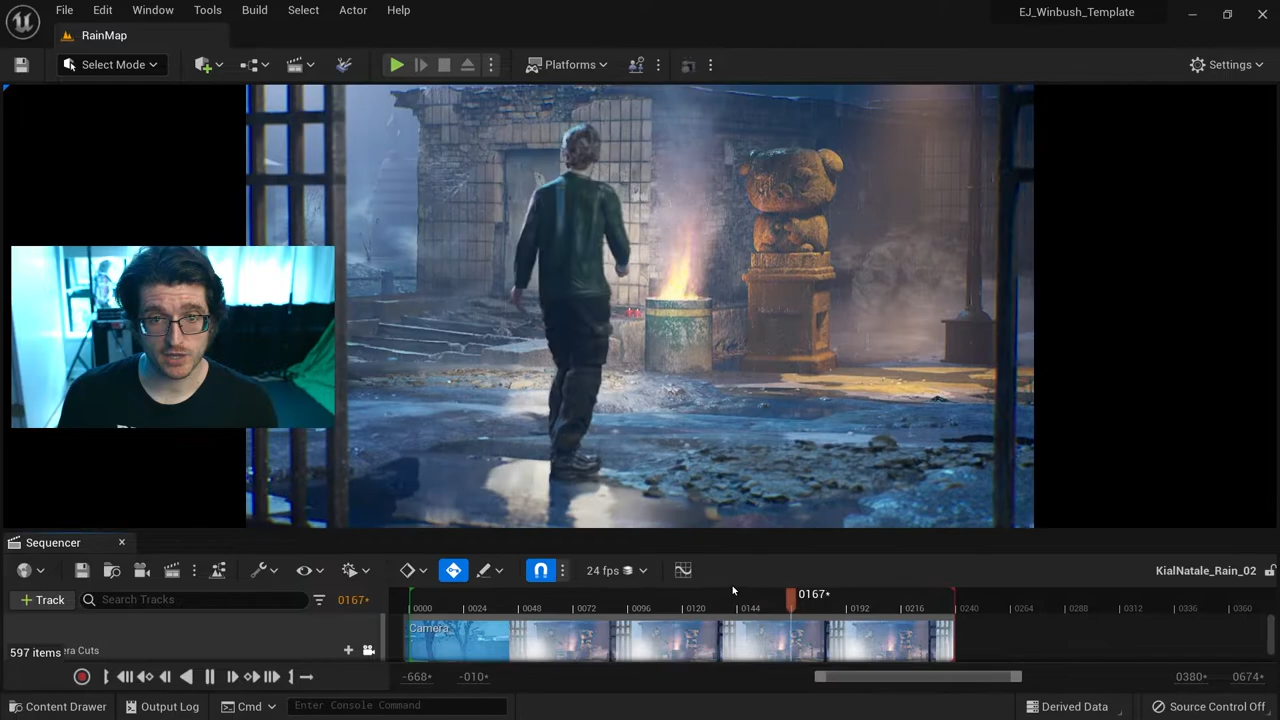 File Edit Window Tools Build Select Actor Help
EJ_Winbush_Template
RainMap
Select Mode
Platforms
Settings
Sequencer
24 fps
KialNatale_Rain_02
+ Track
Search Tracks
0167*
0167*
0000 0024 0048 0072 0096 0120 0144 0192 0216 0240 0264 0288 0312 0336 0360
Camera
597 items
era Cuts
-668*
-010*
0380*
0674*
Content Drawer
Output Log
Cmd
Enter Console Command
Derived Data
Source Control Off